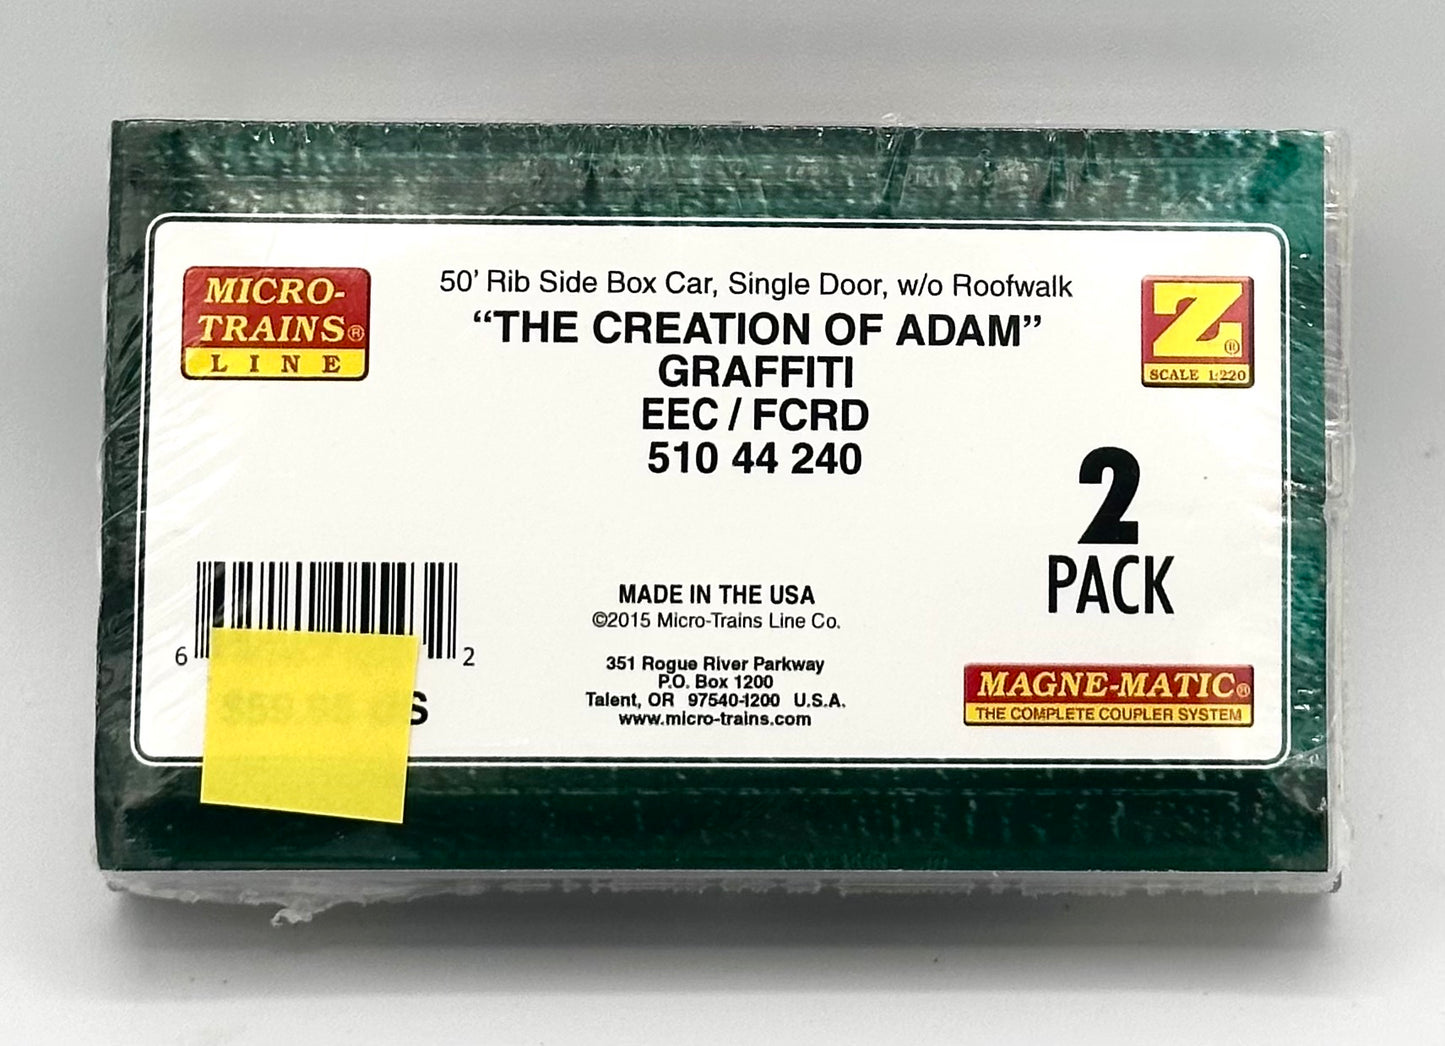 MICRO-
TRAINS®
LINE
50' Rib Side Box Car, Single Door, w/o Roofwalk
“THE CREATION OF ADAM”
GRAFFITI
EEC / FCRD
510 44 240
Z®
SCALE 1:220
2
PACK
6
2
S
MADE IN THE USA
©2015 Micro-Trains Line Co.
351 Rogue River Parkway
P.O. Box 1200
Talent, OR 97540-1200 U.S.A.
www.micro-trains.com
MAGNE-MATIC®
THE COMPLETE COUPLER SYSTEM